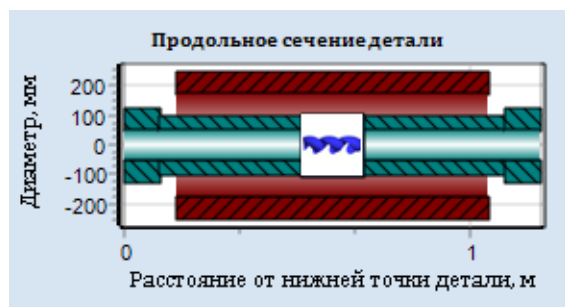 Продольное сечение детали
Диаметр, мм
200
100
0
-100
-200
0
1
Расстояние от нижней точки детали, м